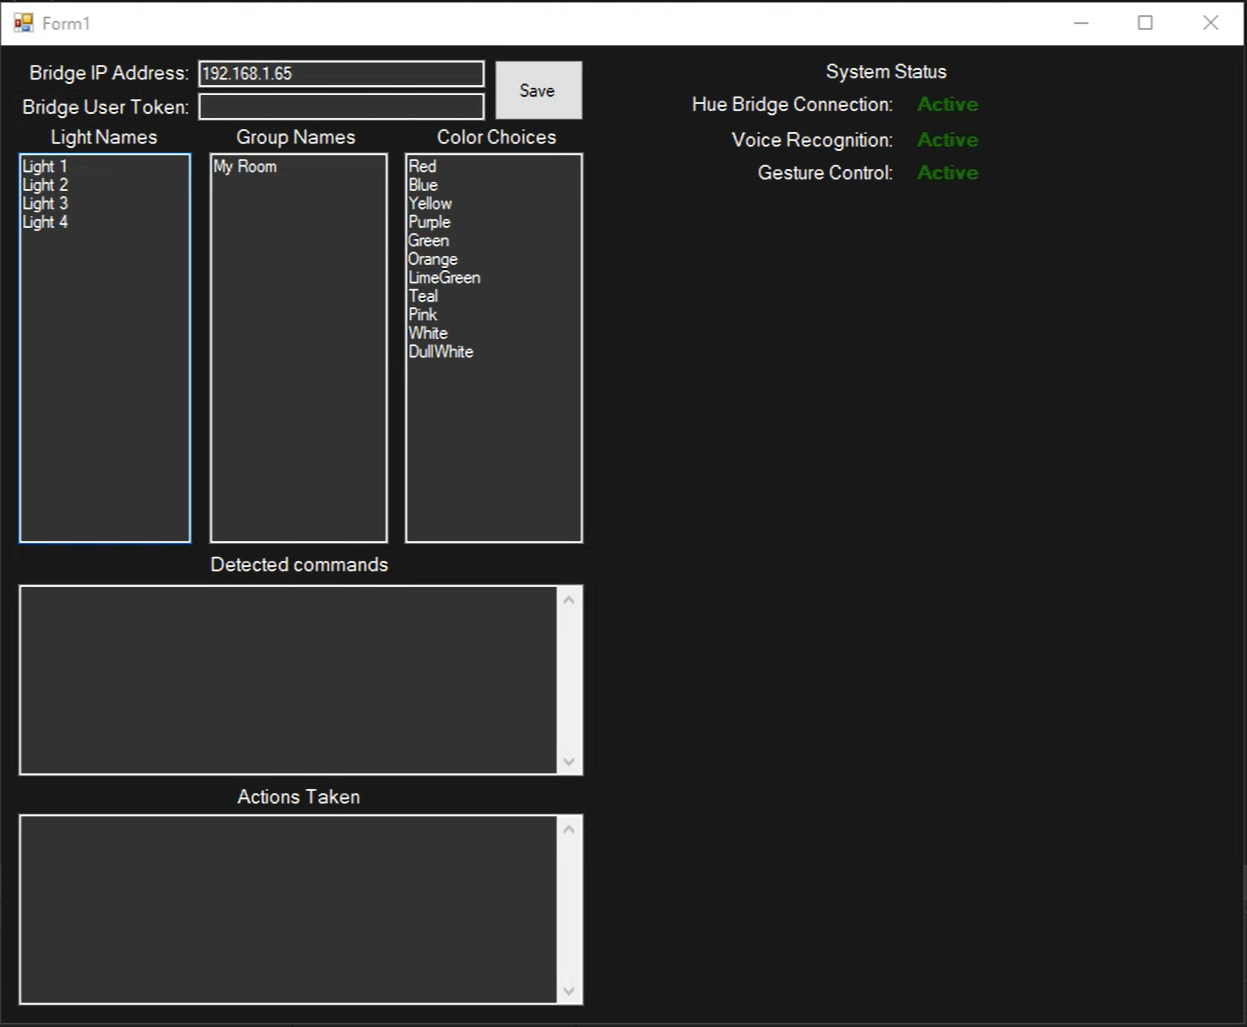 Form1
Bridge IP Address: 192.168.1.65
Bridge User Token:
Save
Light Names
Light 1
Light 2
Light 3
Light 4
Group Names
My Room
Color Choices
Red
Blue
Yellow
Purple
Green
Orange
LimeGreen
Teal
Pink
White
DullWhite
Detected commands
Actions Taken
System Status
Hue Bridge Connection: Active
Voice Recognition: Active
Gesture Control: Active